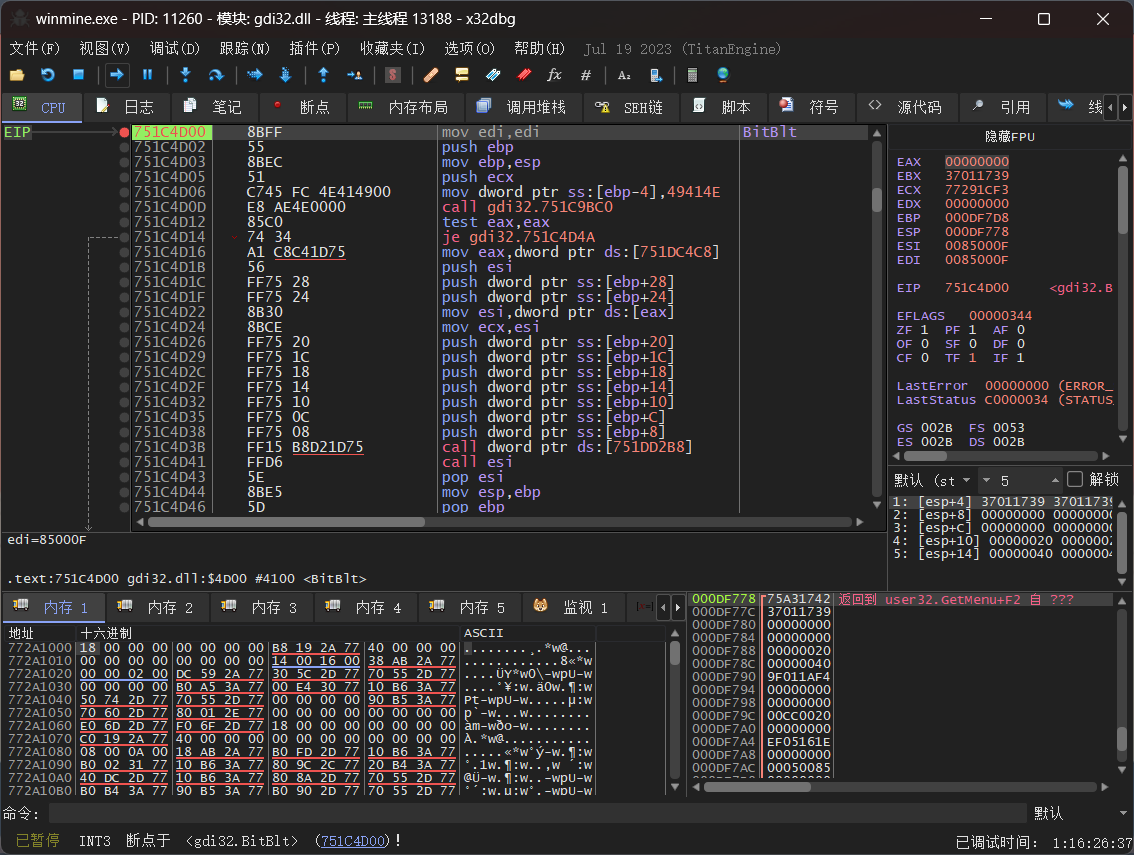 winmine.exe - PID: 11260 - 模块: gdi32.dll - 线程: 主线程 13188 - x32dbg
文件(F) 视图(V) 调试(D) 跟踪(N) 插件(P) 收藏夹(I) 选项(O) 帮助(H) Jul 19 2023 (TitanEngine)
CPU 日志 笔记 断点 内存布局 调用堆栈 SEH链 脚本 符号 源代码 引用 线
EIP 751C4D00 8BFF mov edi,edi BitBlt
751C4D02 55 push ebp
751C4D03 8BEC mov ebp,esp
751C4D05 51 push ecx
751C4D06 C745 FC 4E414900 mov dword ptr ss:[ebp-4],49414E
751C4D0D E8 AE4E0000 call gdi32.751C9BC0
751C4D12 85C0 test eax,eax
751C4D14 74 34 je gdi32.751C4D4A
751C4D16 A1 C8C41D75 mov eax,dword ptr ds:[751DC4C8]
751C4D1B 56 push esi
751C4D1C FF75 28 push dword ptr ss:[ebp+28]
751C4D1F FF75 24 push dword ptr ss:[ebp+24]
751C4D22 8B30 mov esi,dword ptr ds:[eax]
751C4D24 8BCE mov ecx,esi
751C4D26 FF75 20 push dword ptr ss:[ebp+20]
751C4D29 FF75 1C push dword ptr ss:[ebp+1C]
751C4D2C FF75 18 push dword ptr ss:[ebp+18]
751C4D2F FF75 14 push dword ptr ss:[ebp+14]
751C4D32 FF75 10 push dword ptr ss:[ebp+10]
751C4D35 FF75 0C push dword ptr ss:[ebp+C]
751C4D38 FF75 08 push dword ptr ss:[ebp+8]
751C4D3B FF15 B8D21D75 call dword ptr ds:[751DD2B8]
751C4D41 FFD6 call esi
751C4D43 5E pop esi
751C4D44 8BE5 mov esp,ebp
751C4D46 5D pop ebp
隐藏FPU
EAX 00000000
EBX 37011739
ECX 77291CF3
EDX 00000000
EBP 000DF7D8
ESP 000DF778
ESI 0085000F
EDI 0085000F
EIP 751C4D00 <gdi32.B
EFLAGS 00000344
ZF 1 PF 1 AF 0
OF 0 SF 0 DF 0
CF 0 TF 1 IF 1
LastError 00000000 (ERROR_
LastStatus C0000034 (STATUS_
GS 002B FS 0053
ES 002B DS 002B
默认 (st 5 解锁
1: [esp+4] 37011739 37011739
2: [esp+8] 00000000 0000000
3: [esp+C] 00000000 0000000
4: [esp+10] 00000020 000002
5: [esp+14] 00000040 000004
edi=85000F
.text:751C4D00 gdi32.dll:$4D00 #4100 <BitBlt>
内存 1 内存 2 内存 3 内存 4 内存 5 监视 1
地址 十六进制 ASCII
772A1000 18 00 00 00 00 00 00 00 B8 19 2A 77 40 00 00 00 ........¸.*w@...
772A1010 00 00 00 00 00 00 00 00 14 00 16 00 38 AB 2A 77 ............8«*w
772A1020 00 00 02 00 DC 59 2A 77 30 5C 2D 77 70 55 2D 77 ....ÜY*w0\-wpU-w
772A1030 00 00 00 00 B0 A5 3A 77 00 E4 30 77 10 B6 3A 77 ....°¥:w.ä0w.¶:w
772A1040 50 74 2D 77 70 55 2D 77 00 00 00 00 90 B5 3A 77 Pt-wpU-w.....µ:w
772A1050 70 60 2D 77 80 01 2E 77 00 00 00 00 00 00 00 00 p`-w...w........
772A1060 E0 6D 2D 77 F0 6F 2D 77 18 00 00 00 00 00 00 00 àm-wðo-w........
772A1070 C0 19 2A 77 40 00 00 00 00 00 00 00 00 00 00 00 À.*w@...........
772A1080 08 00 0A 00 18 AB 2A 77 B0 FD 2D 77 10 B6 3A 77 .....«*w°ý-w.¶:w
772A1090 B0 02 31 77 10 B6 3A 77 80 9C 2C 77 20 B4 3A 77 °.1w.¶:w..,w ´:w
772A10A0 40 DC 2D 77 10 B6 3A 77 80 8A 2D 77 70 55 2D 77 @Ü-w.¶:w..-wpU-w
772A10B0 B0 B4 3A 77 90 B5 3A 77 B0 90 2D 77 70 55 2D 77 °´:w.µ:w°.-wpU-w
000DF778 75A31742 返回到 user32.GetMenu+F2 自 ???
000DF77C 37011739
000DF780 00000000
000DF784 00000000
000DF788 00000020
000DF78C 00000040
000DF790 9F011AF4
000DF794 00000000
000DF798 00000000
000DF79C 00CC0020
000DF7A0 00000000
000DF7A4 EF05161E
000DF7A8 00000000
000DF7AC 00050085
命令: 默认
已暂停 INT3 断点于 <gdi32.BitBlt> (751C4D00)！ 已调试时间: 1:16:26:37